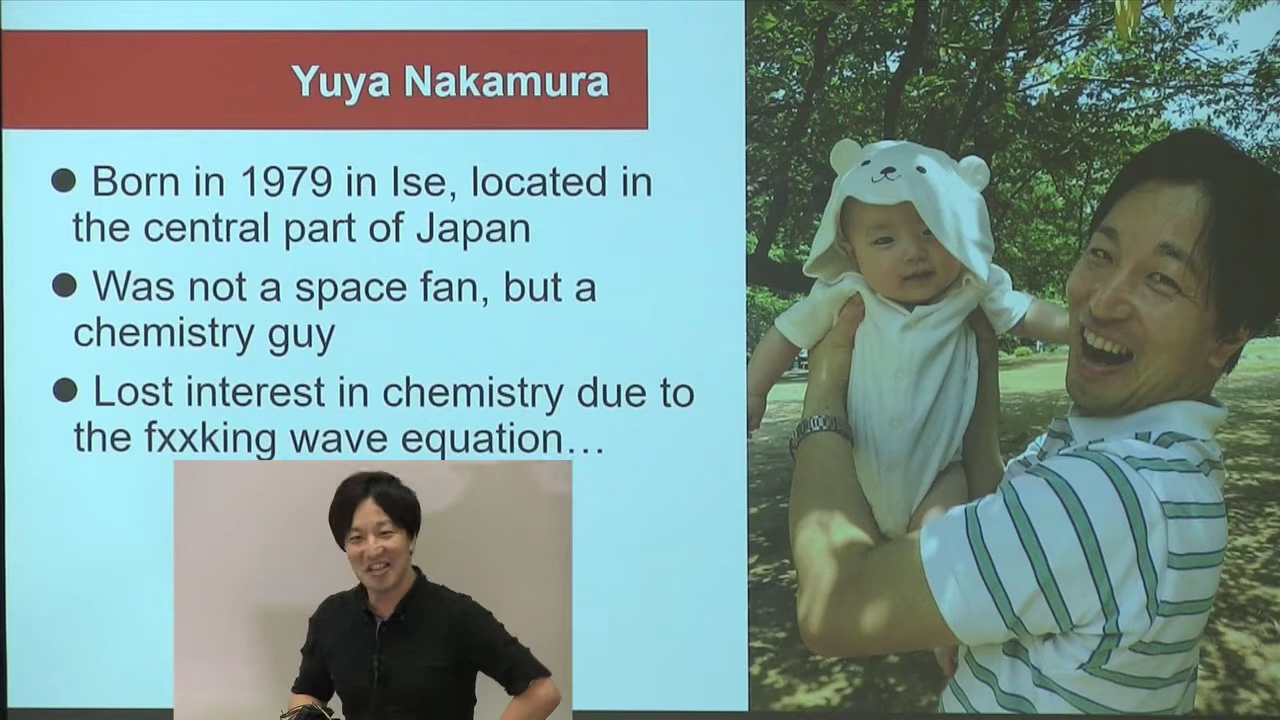 Yuya Nakamura
● Born in 1979 in Ise, located in
the central part of Japan
● Was not a space fan, but a
chemistry guy
● Lost interest in chemistry due to
the fxxking wave equation…